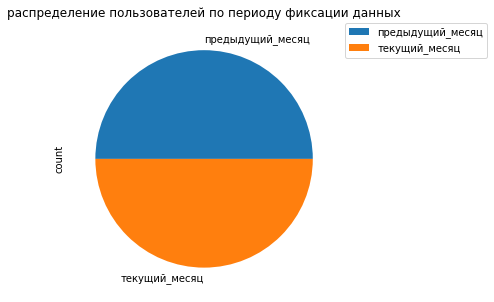 распределение пользователей по периоду фиксации данных
предыдущий_месяц
текущий_месяц
предыдущий_месяц
count
текущий_месяц